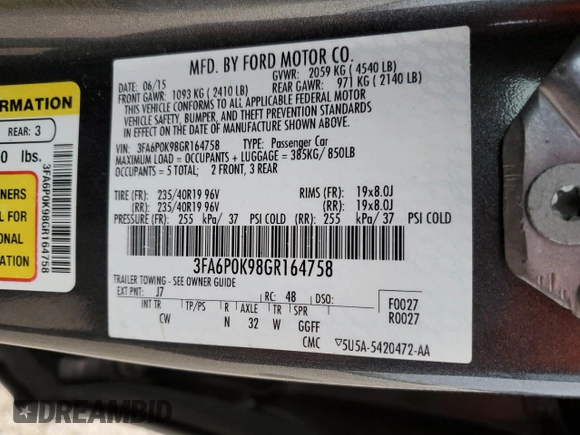 MFD. BY FORD MOTOR CO.
DATE: 06/15 GVWR: 2059 KG ( 4540 LB)
FRONT GAWR: 1093 KG ( 2410 LB) REAR GAWR: 971 KG ( 2140 LB)
THIS VEHICLE CONFORMS TO ALL APPLICABLE FEDERAL MOTOR
VEHICLE SAFETY, BUMPER, AND THEFT PREVENTION STANDARDS
IN EFFECT ON THE DATE OF MANUFACTURE SHOWN ABOVE.
VIN: 3FA6P0K98GR164758 TYPE: Passenger Car
MAXIMUM LOAD = OCCUPANTS + LUGGAGE = 385KG/ 850LB
OCCUPANTS = 5 TOTAL; 2 FRONT, 3 REAR
TIRE (FR): 235/40R19 96V RIMS (FR): 19x8.0J
(RR): 235/40R19 96V (RR): 19x8.0J
PRESSURE (FR): 255 kPa/ 37 PSI COLD (RR): 255 kPa/ 37 PSI COLD
3FA6P0K98GR164758
TRAILER TOWING - SEE OWNER GUIDE
EXT PNT: J7 RC: 48 DSO:
INT TR TP/PS R AXLE TR SPR
CW N 32 W GGFF
F0027
R0027
CMC ▽5U5A-5420472-AA
ORMATION
REAR: 3
0 lbs.
NERS
L FOR
ONAL
ATION
3FA6P0K98GR164758
DREAMBID